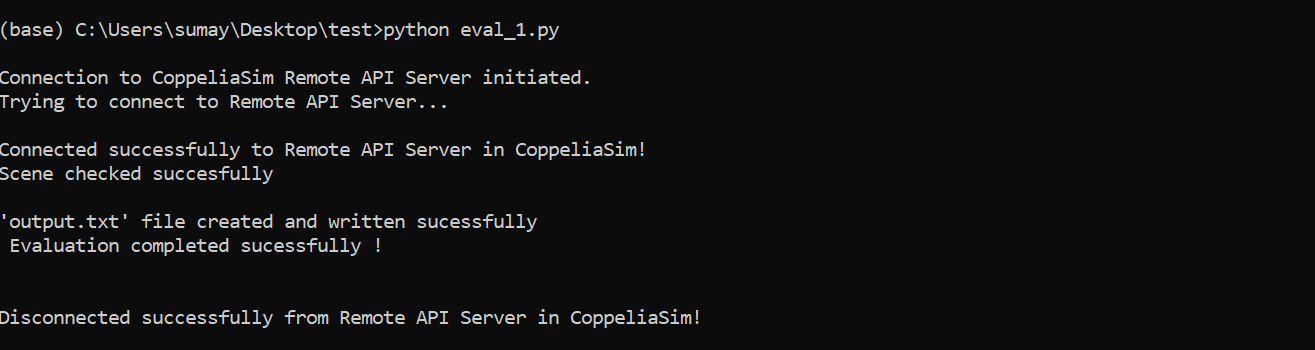 (base) C:\Users\sumay\Desktop\test>python eval_1.py
Connection to CoppeliaSim Remote API Server initiated.
Trying to connect to Remote API Server...
Connected successfully to Remote API Server in CoppeliaSim!
Scene checked succesfully
'output.txt' file created and written sucessfully
Evaluation completed sucessfully !
Disconnected successfully from Remote API Server in CoppeliaSim!